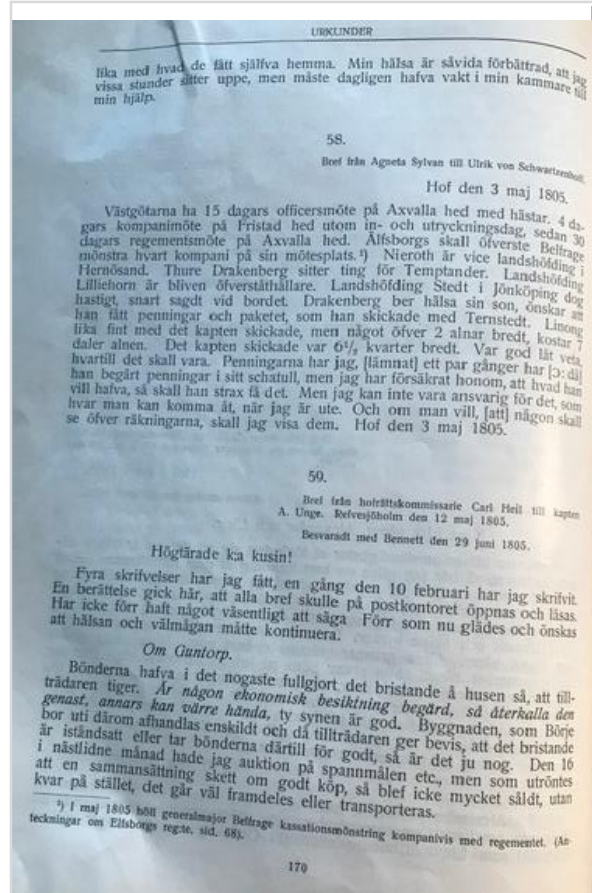 URKUNDER
lika med hvad de fått själfva hemma. Min hälsa är såvida förbättrad, att jag
vissa stunder sitter uppe, men måste dagligen hafva vakt i min kammare till
min hjälp.
58.
Bref från Agneta Sylvan till Ulrik von Schwartzenhoff.
Hof den 3 maj 1805.
Västgötarna ha 15 dagars officersmöte på Axvalla hed med hästar, 4 da-
gars kompanimöte på Fristad hed utom in- och utryckningsdag, sedan 30
dagars regementsmöte på Axvalla hed. Älfsborgs skall öfverste Belfrage
mönstra hvart kompani på sin mötesplats.¹) Nieroth är vice landshöfding i
Hernösand. Thure Drakenberg sitter ting för Temptander. Landshöfding
Lilliehorn är bliven öfverståthållare. Landshöfding Stedt i Jönköping dog
hastigt, snart sagdt vid bordet. Drakenberg ber hälsa sin son, önskar att
han fått penningar och paketet, som han skickade med Ternstedt. Linong
lika fint med det kapten skickade, men något öfver 2 alnar bredt, kostar 7
daler alnen. Det kapten skickade var 6¹/₂ kvarter bredt. Var god låt veta,
hvartill det skall vara. Penningarna har jag, [lämnat] ett par gånger har [ɔ: då]
han begärt penningar i sitt schatull, men jag har försäkrat honom, att hvad han
vill hafva, så skall han strax få det. Men jag kan inte vara ansvarig för det, som
hvar man kan komma åt, när jag är ute. Och om man vill, [att] någon skall
se öfver räkningarna, skall jag visa dem. Hof den 3 maj 1805.
59.
Bref från hofrättskommissarie Carl Heil till kapten
A. Unge. Refvesjöholm den 12 maj 1805.
Besvaradt med Bennett den 29 juni 1805.
Högtärade k:a kusin!
Fyra skrifvelser har jag fått, en gång den 10 februari har jag skrifvit.
En berättelse gick här, att alla bref skulle på postkontoret öppnas och läsas.
Har icke förr haft något väsentligt att säga Förr som nu glädes och önskas
att hälsan och välmågan måtte kontinuera.
Om Guntorp.
Bönderna hafva i det nogaste fullgjort det bristande å husen så, att till-
trädaren tiger. Är någon ekonomisk besiktning begärd, så återkalla den
genast, annars kan värre hända, ty synen är god. Byggnaden, som Börje
bor uti därom afhandlas enskildt och då tillträdaren ger bevis, att det bristande
är iståndsatt eller tar bönderna därtill för godt, så är det ju nog. Den 16
i nästlidne månad hade jag auktion på spannmålen etc., men som utröntes
att en sammansättning skett om godt köp, så blef icke mycket såldt, utan
kvar på stället, det går väl framdeles eller transporteras.
¹) I maj 1805 höll generalmajor Belfrage kassationsmönstring kompanivis med regementet. (An-
teckningar om Elfsborgs reg:te, sid. 68).
170